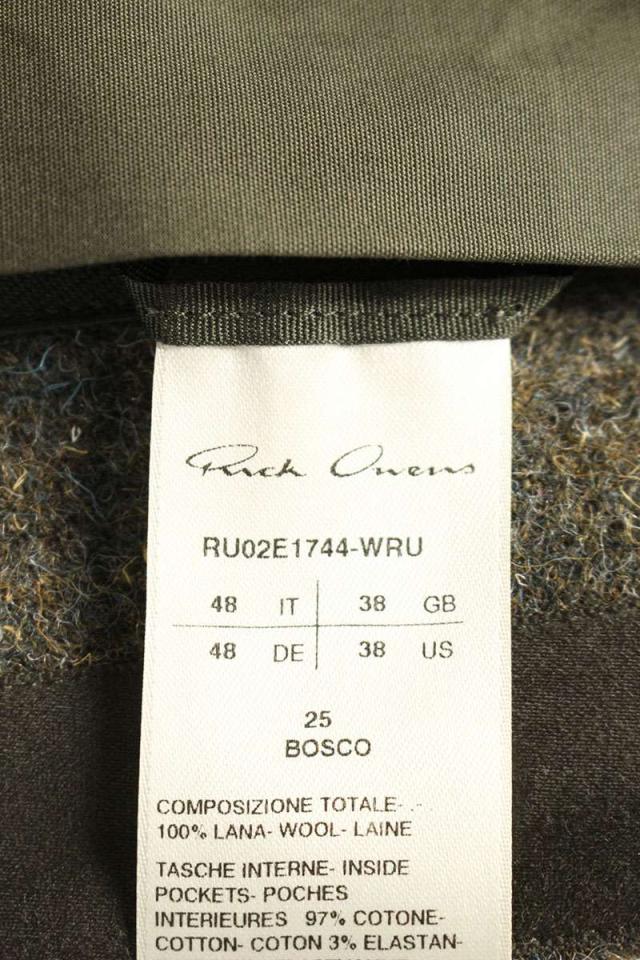 Rick Owens
RU02E1744-WRU
48 IT 38 GB
48 DE 38 US
25
BOSCO
COMPOSIZIONE TOTALE-
100% LANA- WOOL- LAINE
TASCHE INTERNE- INSIDE
POCKETS- POCHES
INTERIEURES 97% COTONE-
COTTON- COTON 3% ELASTAN-